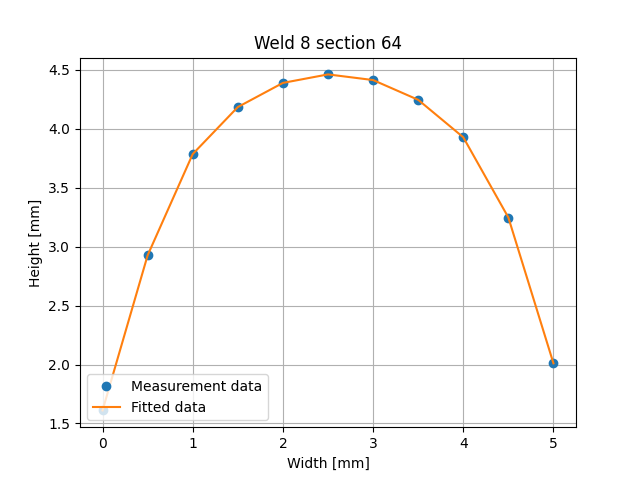 Weld 8 section 64
4.5
4.0
3.5
3.0
2.5
2.0
1.5
Height [mm]
Measurement data
Fitted data
0 1 2 3 4 5
Width [mm]